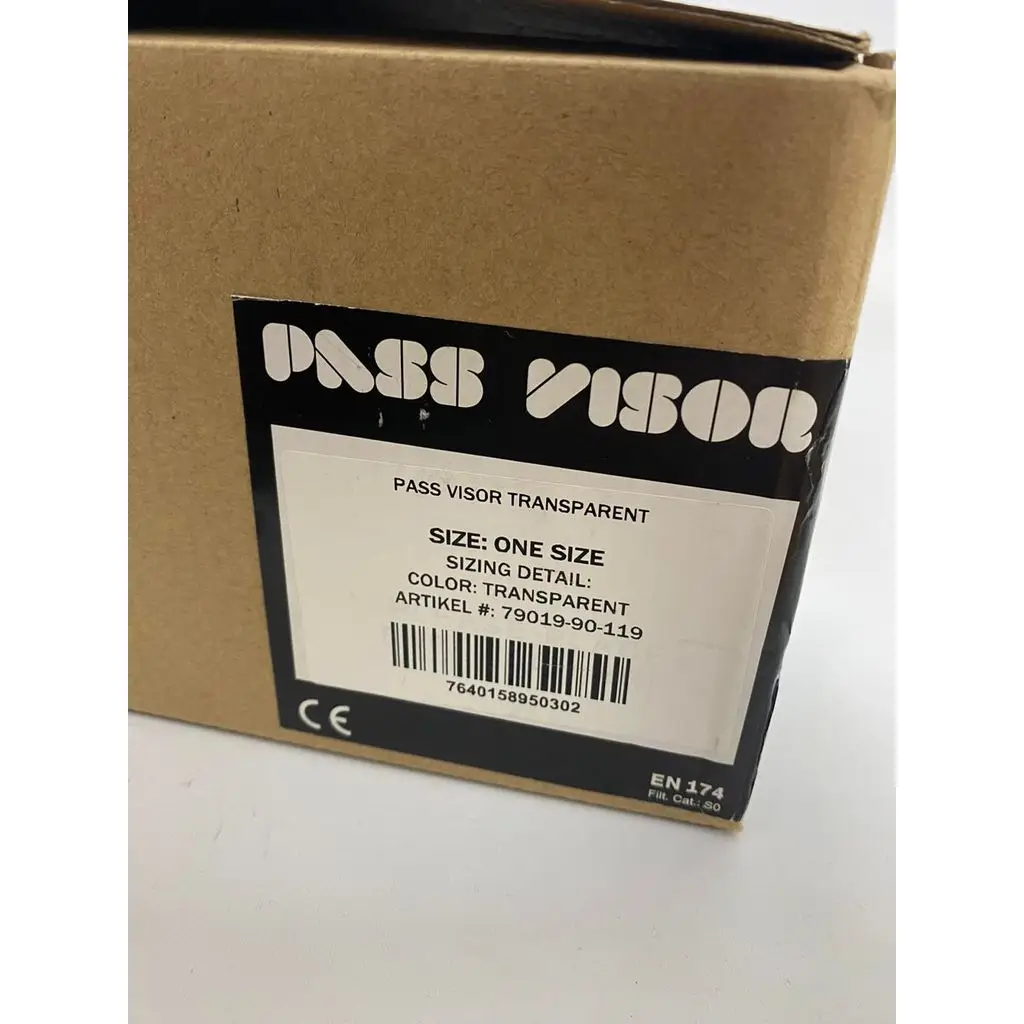 PASS VISOR
PASS VISOR TRANSPARENT
SIZE: ONE SIZE
SIZING DETAIL:
COLOR: TRANSPARENT
ARTIKEL #: 79019-90-119
7640158950302
CE
EN 174
Filt. Cat.: S0